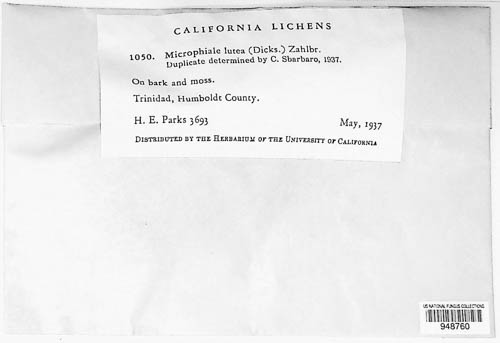 CALIFORNIA LICHENS
1050. Microphiale lutea (Dicks.) Zahlbr.
Duplicate determined by C. Sbarbaro, 1937.
On bark and moss.
Trinidad, Humboldt County.
H. E. Parks 3693 May, 1937
DISTRIBUTED BY THE HERBARIUM OF THE UNIVERSITY OF CALIFORNIA
US NATIONAL FUNGUS COLLECTIONS
948760